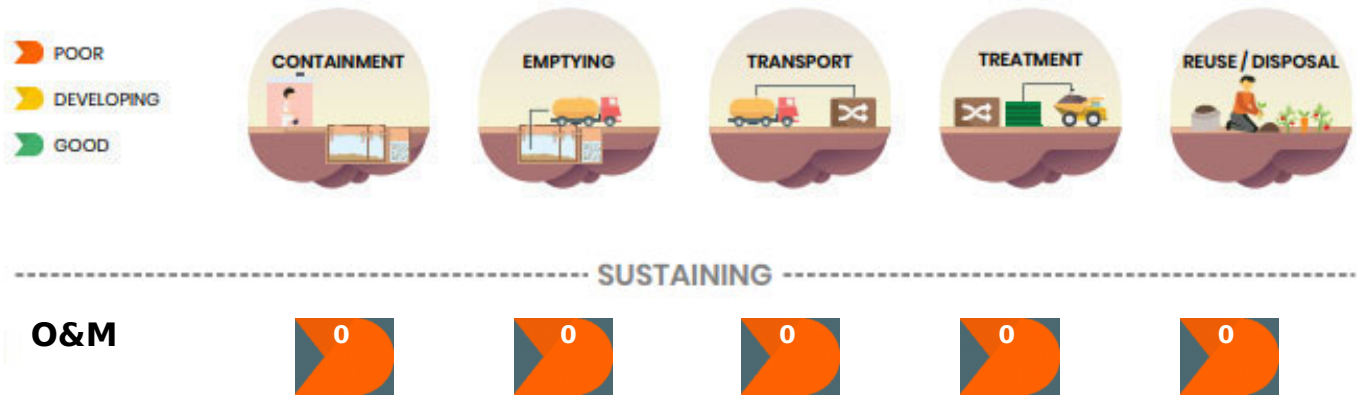 POOR
DEVELOPING
GOOD
CONTAINMENT
EMPTYING
TRANSPORT
TREATMENT
REUSE / DISPOSAL
SUSTAINING
O&M
0
0
0
0
0